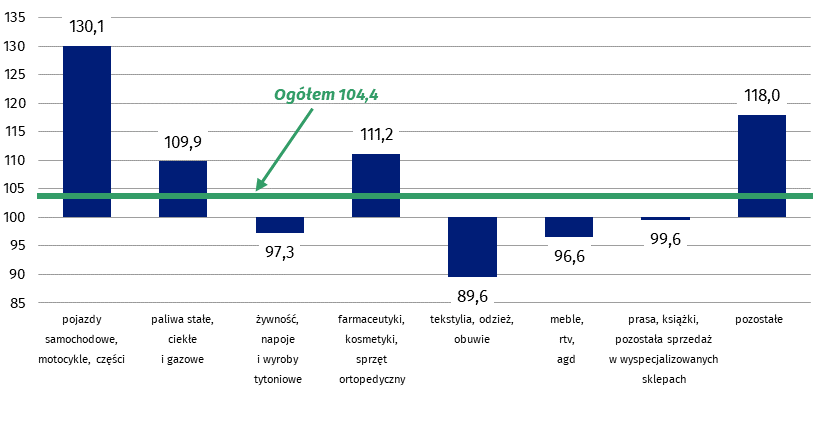 135
130
125
120
115
110
105
100
95
90
85
130,1
109,9
97,3
111,2
89,6
96,6
99,6
118,0
Ogółem 104,4
pojazdy
samochodowe,
motocykle, części
paliwa stałe,
ciekłe
i gazowe
żywność,
napoje
i wyroby
tytoniowe
farmaceutyki,
kosmetyki,
sprzęt
ortopedyczny
tekstylia, odzież,
obuwie
meble,
rtv,
agd
prasa, książki,
pozostała sprzedaż
w wyspecjalizowanych
sklepach
pozostałe